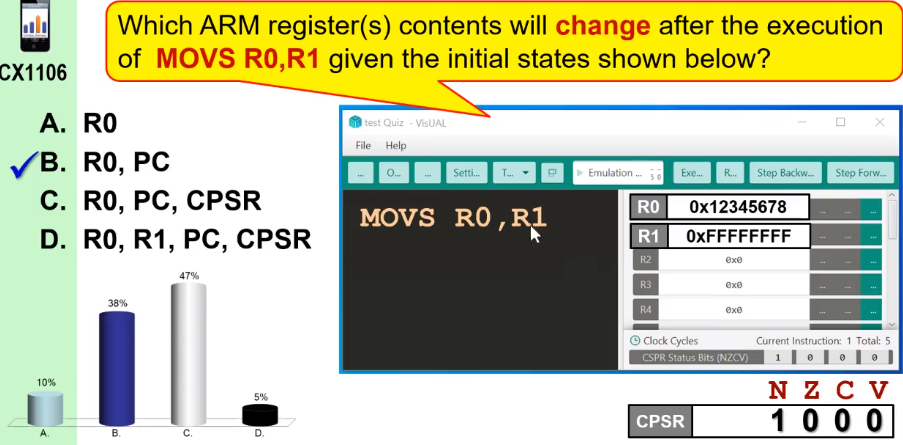 Which ARM register(s) contents will change after the execution
of MOVS R0,R1 given the initial states shown below?
CX1106
A. R0
B. R0, PC
C. R0, PC, CPSR
D. R0, R1, PC, CPSR
test Quiz - VisUAL
File Help
... O... ... Setti... T... Emulation ... Exe... R... Step Backw... Step Forw...
MOVS R0,R1
R0 0x12345678 ... ... ...
R1 0xFFFFFFFF ... ... ...
R2 0x0 ... ... ...
R3 0x0 ... ... ...
R4 0x0 ... ... ...
Clock Cycles Current Instruction: 1 Total: 5
CSPR Status Bits (NZCV) 1 0 0 0
N Z C V
CPSR 1 0 0 0
10%
38%
47%
5%
A. B. C. D.